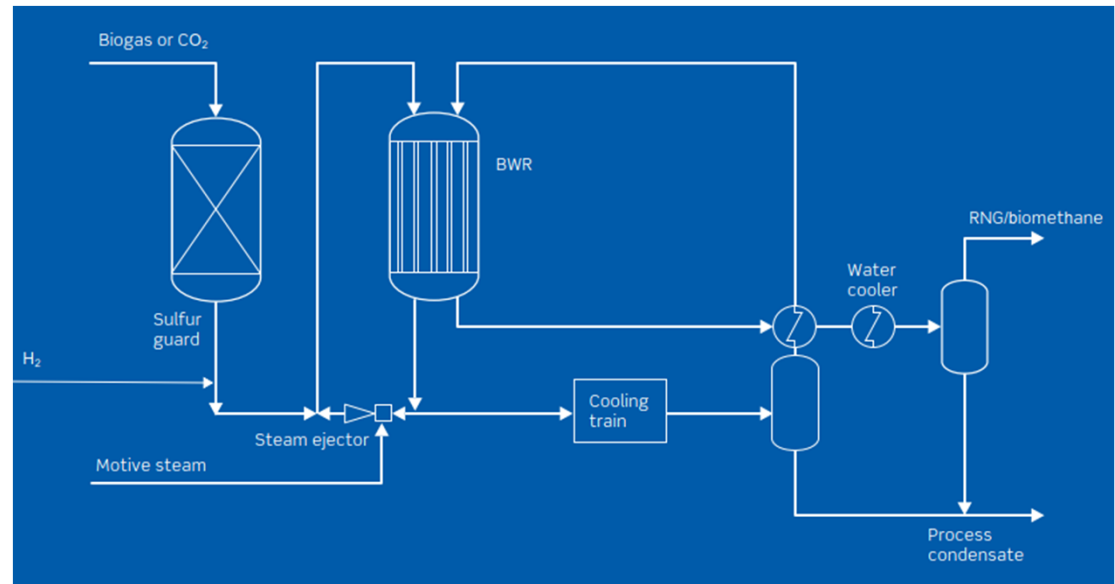 Biogas or CO₂
BWR
RNG/biomethane
Water
cooler
Sulfur
guard
H₂
Cooling
train
Steam ejector
Motive steam
Process
condensate